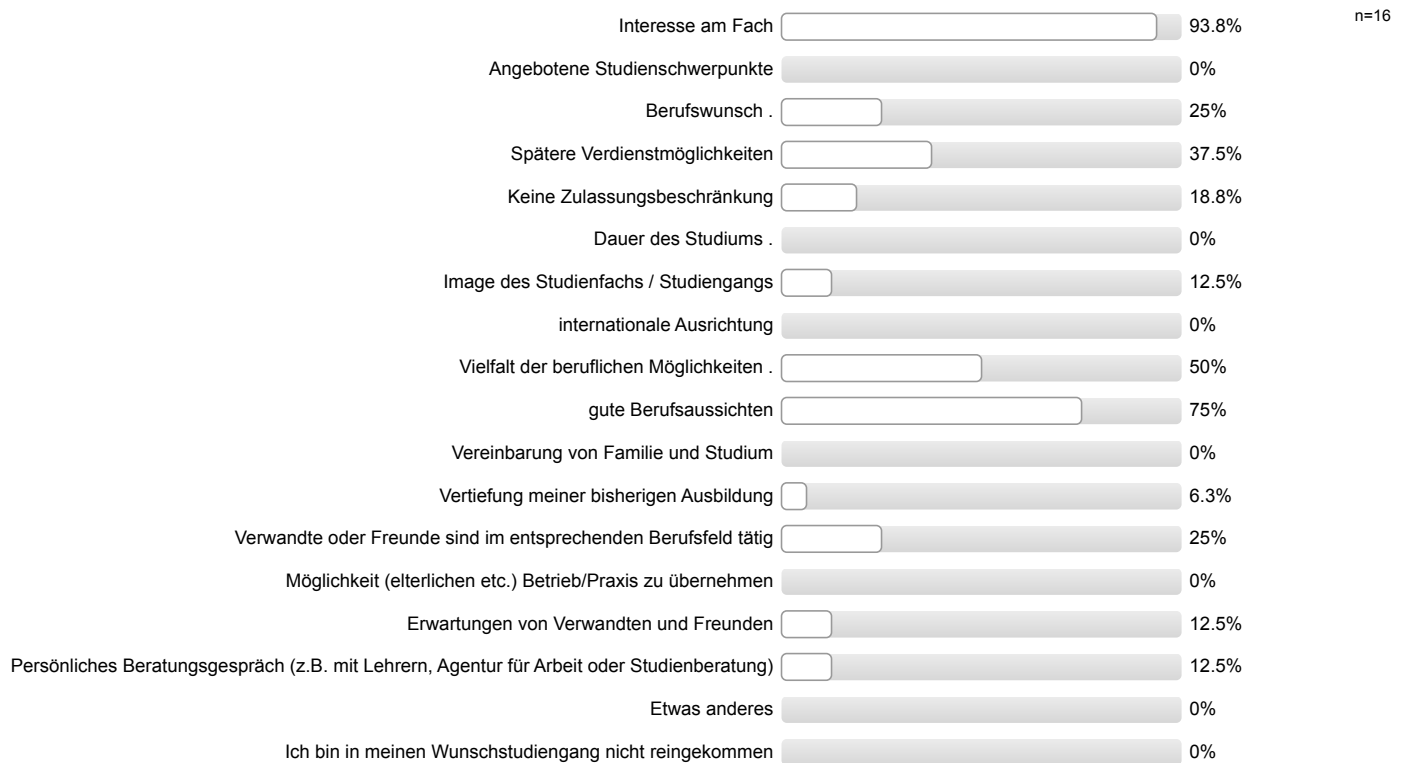 Interesse am Fach 93.8% n=16
Angebotene Studienschwerpunkte 0%
Berufswunsch . 25%
Spätere Verdienstmöglichkeiten 37.5%
Keine Zulassungsbeschränkung 18.8%
Dauer des Studiums . 0%
Image des Studienfachs / Studiengangs 12.5%
internationale Ausrichtung 0%
Vielfalt der beruflichen Möglichkeiten . 50%
gute Berufsaussichten 75%
Vereinbarung von Familie und Studium 0%
Vertiefung meiner bisherigen Ausbildung 6.3%
Verwandte oder Freunde sind im entsprechenden Berufsfeld tätig 25%
Möglichkeit (elterlichen etc.) Betrieb/Praxis zu übernehmen 0%
Erwartungen von Verwandten und Freunden 12.5%
Persönliches Beratungsgespräch (z.B. mit Lehrern, Agentur für Arbeit oder Studienberatung) 12.5%
Etwas anderes 0%
Ich bin in meinen Wunschstudiengang nicht reingekommen 0%